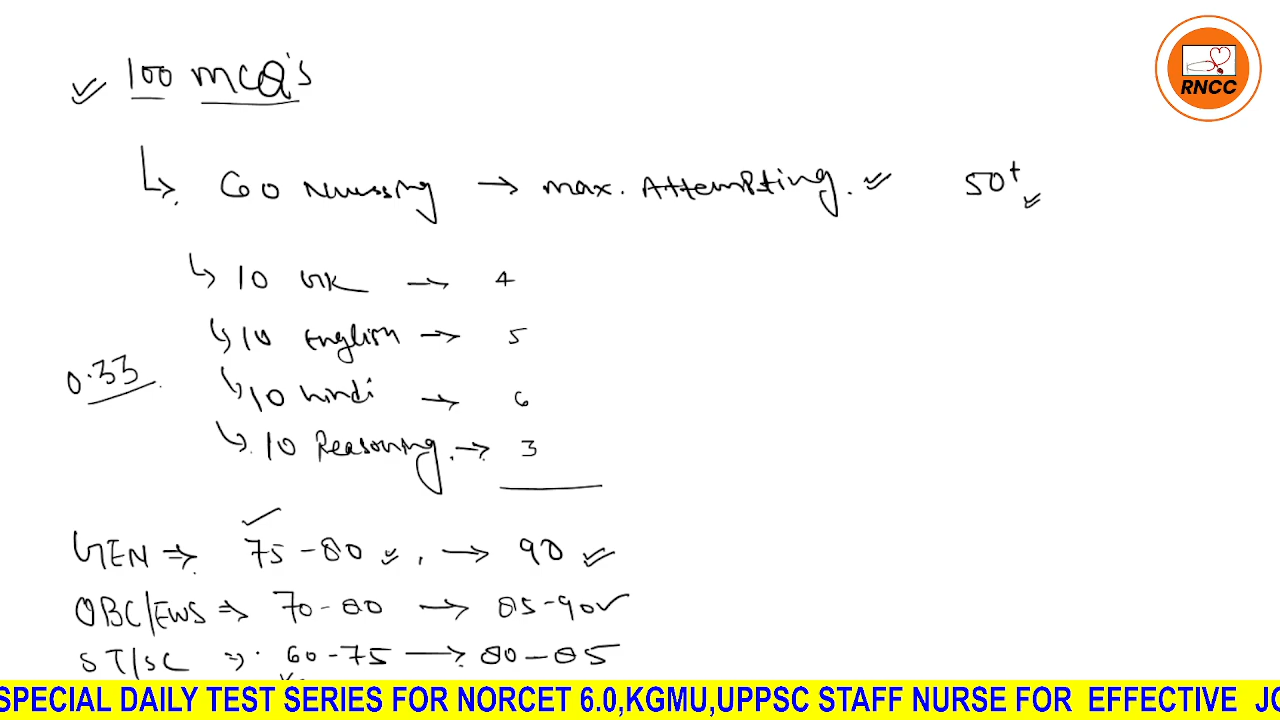 100 MCQ's
RNCC
60 Nursing → max. Attempting. 50+
10 GK → 4
10 English → 5
0.33
10 hindi → 6
10 Reasoning. → 3
GEN ⇒ 75-80, → 90
OBC/EWS ⇒ 70-80 → 85-90
ST/SC ⇒ 60-75 → 80-85
SPECIAL DAILY TEST SERIES FOR NORCET 6.0,KGMU,UPPSC STAFF NURSE FOR EFFECTIVE JO